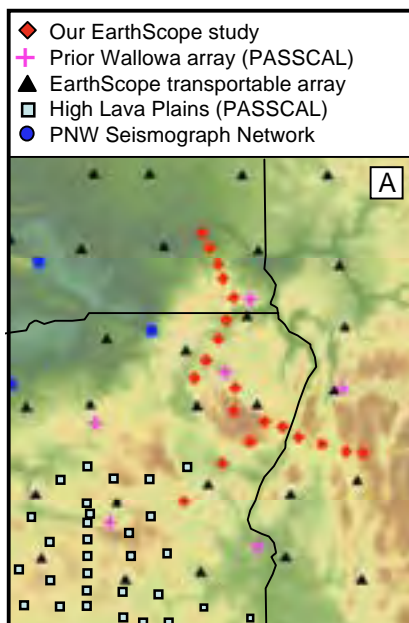 Our EarthScope study
Prior Wallowa array (PASSCAL)
EarthScope transportable array
High Lava Plains (PASSCAL)
PNW Seismograph Network
A